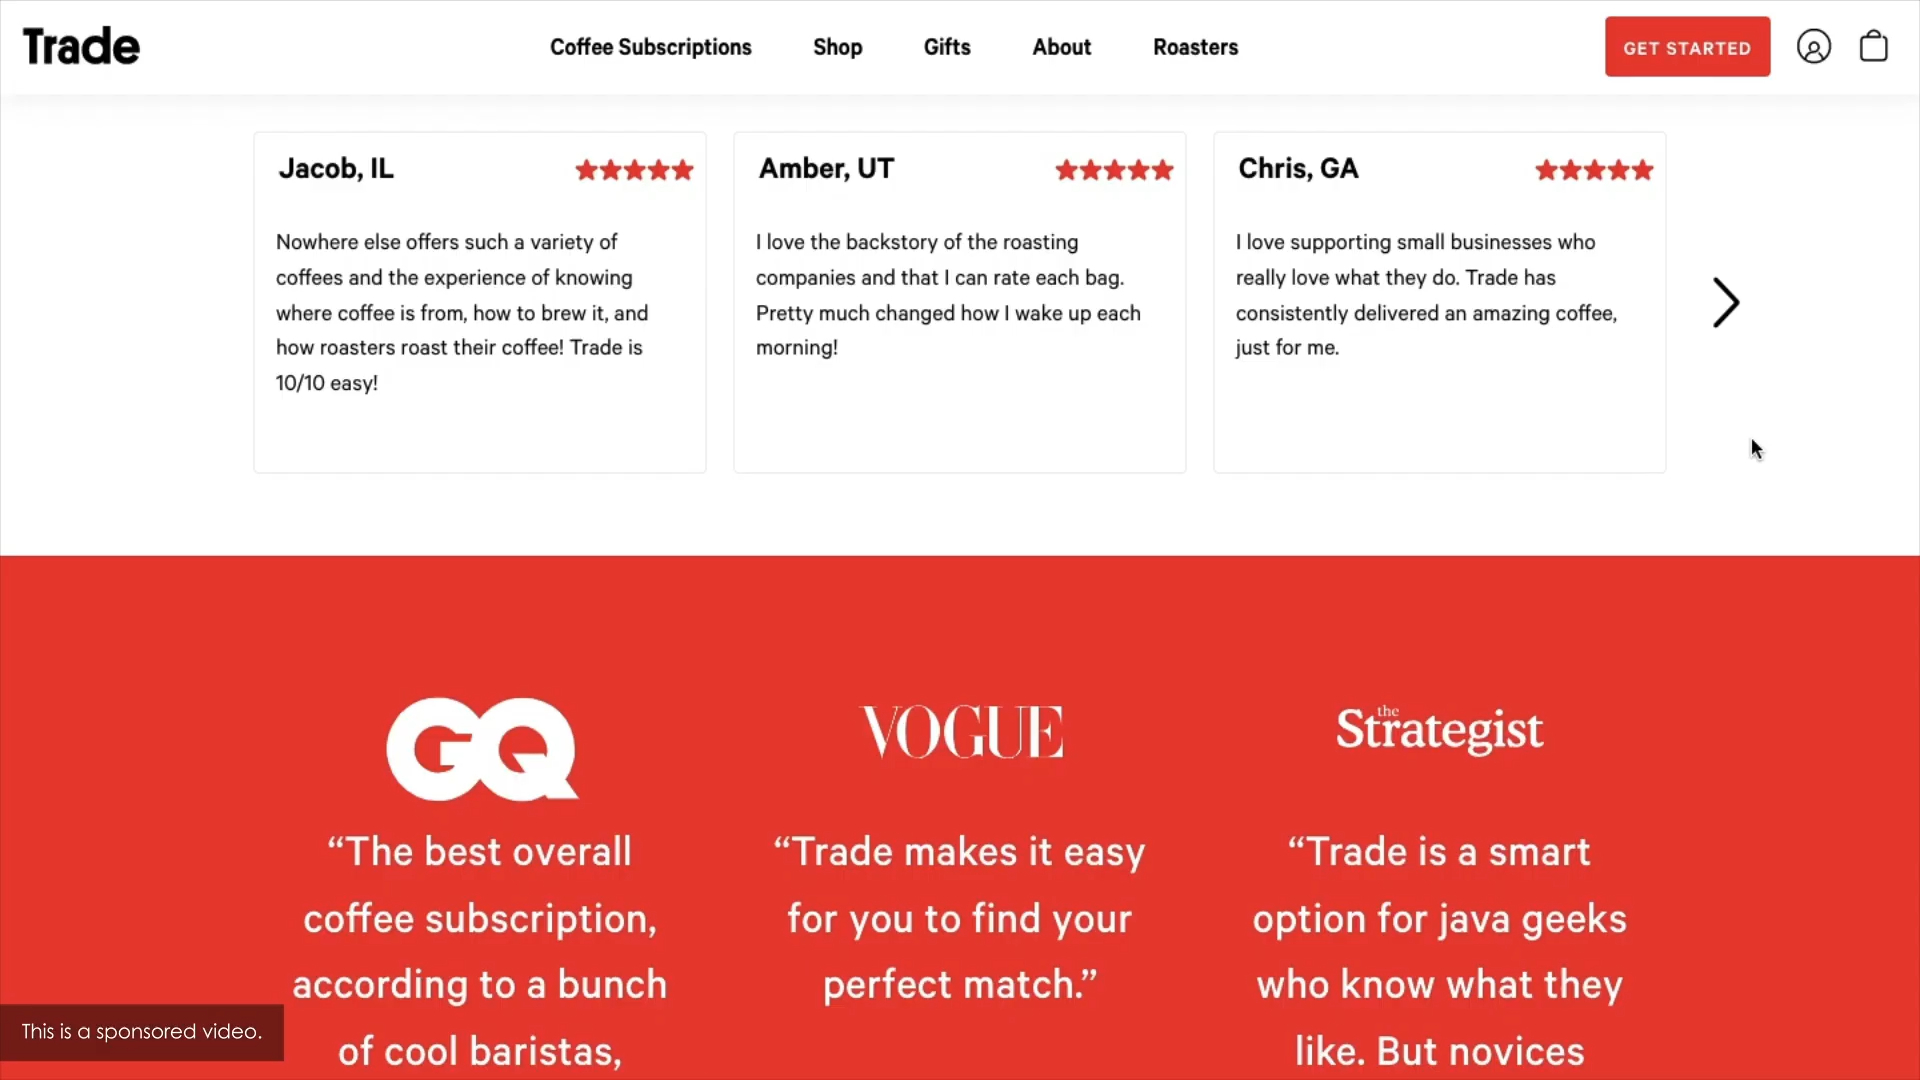 Trade
Coffee Subscriptions Shop Gifts About Roasters
GET STARTED
Jacob, IL
Nowhere else offers such a variety of
coffees and the experience of knowing
where coffee is from, how to brew it, and
how roasters roast their coffee! Trade is
10/10 easy!
Amber, UT
I love the backstory of the roasting
companies and that I can rate each bag.
Pretty much changed how I wake up each
morning!
Chris, GA
I love supporting small businesses who
really love what they do. Trade has
consistently delivered an amazing coffee,
just for me.
GQ
“The best overall
coffee subscription,
according to a bunch
of cool baristas,
VOGUE
“Trade makes it easy
for you to find your
perfect match.”
the Strategist
“Trade is a smart
option for java geeks
who know what they
like. But novices
This is a sponsored video.